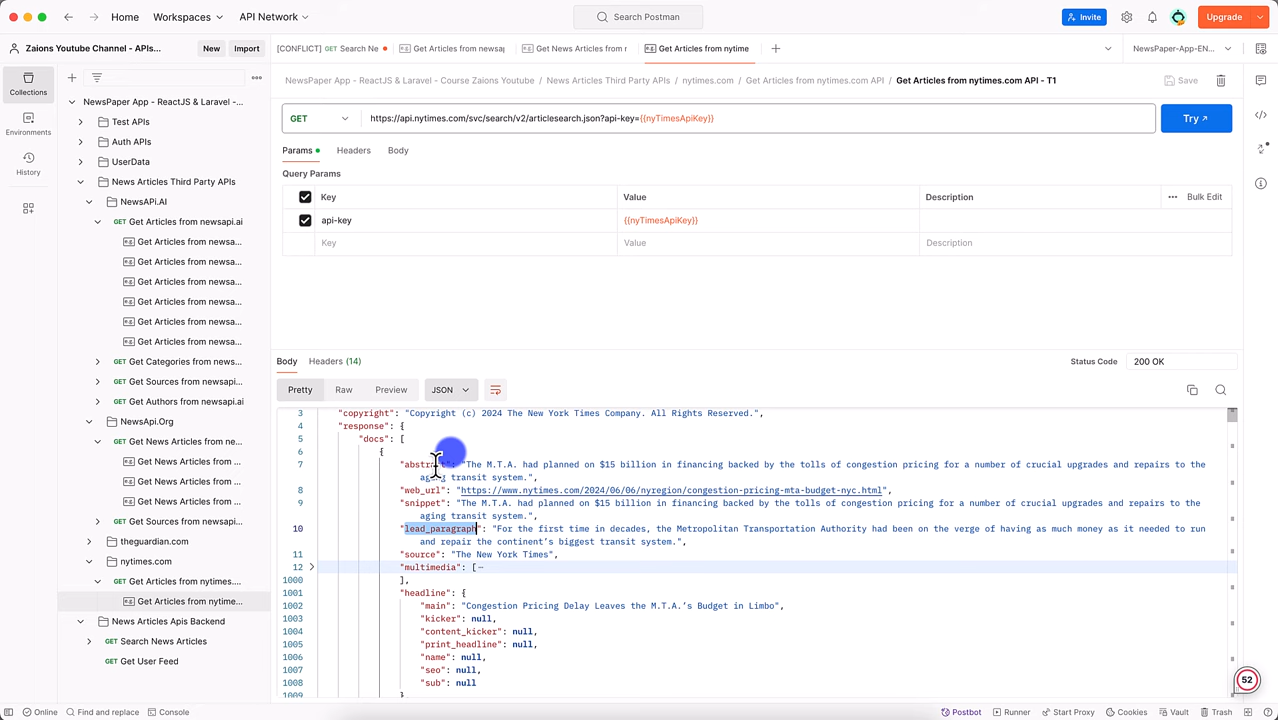 Home
Workspaces
API Network
Search Postman
Invite
Upgrade
Zaions Youtube Channel - APIs...
New
Import
[CONFLICT] GET Search Ne
Get Articles from newsap
Get News Articles from r
Get Articles from nytime
NewsPaper-App-EN...
Collections
Environments
History
NewsPaper App - ReactJS & Laravel -...
Test APIs
Auth APIs
UserData
News Articles Third Party APIs
NewsAPi.AI
GET Get Articles from newsapi.ai
Get Articles from newsa...
Get Articles from newsa...
Get Articles from newsa...
Get Articles from newsa...
Get Articles from newsa...
Get Articles from newsa...
GET Get Categories from news...
GET Get Sources from newsapi...
GET Get Authors from newsapi.ai
NewsApi.Org
GET Get News Articles from ne...
Get News Articles from ...
Get News Articles from ...
Get News Articles from ...
GET Get Sources from newsapi...
theguardian.com
nytimes.com
GET Get Articles from nytimes....
Get Articles from nytime...
News Articles Apis Backend
Search News Articles
GET Get User Feed
NewsPaper App - ReactJS & Laravel - Course Zaions Youtube / News Articles Third Party APIs / nytimes.com / Get Articles from nytimes.com API / Get Articles from nytimes.com API - T1
Save
GET
https://api.nytimes.com/svc/search/v2/articlesearch.json?api-key={{nyTimesApiKey}}
Try
Params
Headers
Body
Query Params
Key
Value
Description
Bulk Edit
api-key
{{nyTimesApiKey}}
Key
Value
Description
Body
Headers (14)
Status Code
200 OK
Pretty
Raw
Preview
JSON
3 "copyright": "Copyright (c) 2024 The New York Times Company. All Rights Reserved.",
4 "response": {
5 "docs": [
6 {
7 "abstract": "The M.T.A. had planned on $15 billion in financing backed by the tolls of congestion pricing for a number of crucial upgrades and repairs to the
aging transit system.",
8 "web_url": "https://www.nytimes.com/2024/06/06/nyregion/congestion-pricing-mta-budget-nyc.html",
9 "snippet": "The M.T.A. had planned on $15 billion in financing backed by the tolls of congestion pricing for a number of crucial upgrades and repairs to the
aging transit system.",
10 "lead_paragraph": "For the first time in decades, the Metropolitan Transportation Authority had been on the verge of having as much money as it needed to run
and repair the continent's biggest transit system.",
11 "source": "The New York Times",
12 "multimedia": [
1000 ],
1001 "headline": {
1002 "main": "Congestion Pricing Delay Leaves the M.T.A.'s Budget in Limbo",
1003 "kicker": null,
1004 "content_kicker": null,
1005 "print_headline": null,
1006 "name": null,
1007 "seo": null,
1008 "sub": null
1009 }
52
Online
Find and replace
Console
Postbot
Runner
Start Proxy
Cookies
Vault
Trash